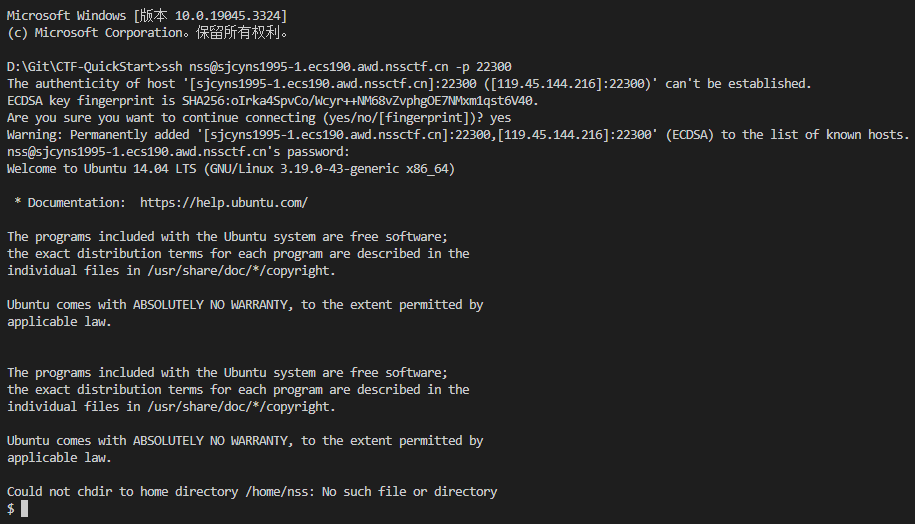 Microsoft Windows [版本 10.0.19045.3324]
(c) Microsoft Corporation。保留所有权利。
D:\Git\CTF-QuickStart>ssh nss@sjcyns1995-1.ecs190.awd.nssctf.cn -p 22300
The authenticity of host '[sjcyns1995-1.ecs190.awd.nssctf.cn]:22300 ([119.45.144.216]:22300)' can't be established.
ECDSA key fingerprint is SHA256:oIrka4SpvCo/Wcyr++NM68vZvphgOE7NMxm1qst6V40.
Are you sure you want to continue connecting (yes/no/[fingerprint])? yes
Warning: Permanently added '[sjcyns1995-1.ecs190.awd.nssctf.cn]:22300,[119.45.144.216]:22300' (ECDSA) to the list of known hosts.
nss@sjcyns1995-1.ecs190.awd.nssctf.cn's password:
Welcome to Ubuntu 14.04 LTS (GNU/Linux 3.19.0-43-generic x86_64)
* Documentation:  https://help.ubuntu.com/
The programs included with the Ubuntu system are free software;
the exact distribution terms for each program are described in the
individual files in /usr/share/doc/*/copyright.
Ubuntu comes with ABSOLUTELY NO WARRANTY, to the extent permitted by
applicable law.
The programs included with the Ubuntu system are free software;
the exact distribution terms for each program are described in the
individual files in /usr/share/doc/*/copyright.
Ubuntu comes with ABSOLUTELY NO WARRANTY, to the extent permitted by
applicable law.
Could not chdir to home directory /home/nss: No such file or directory
$